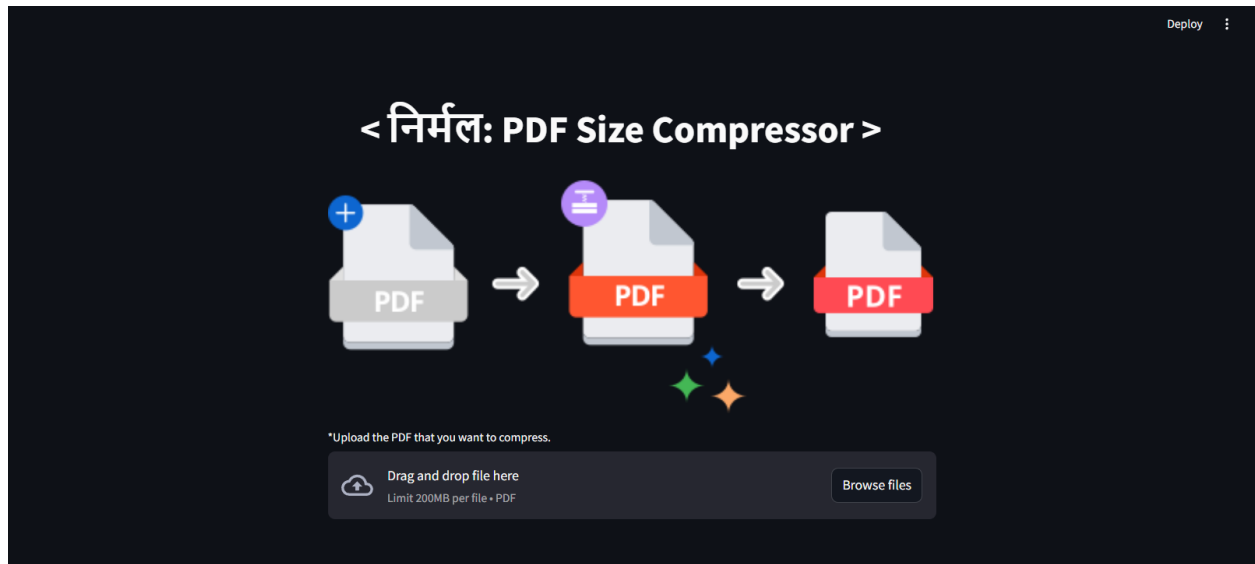 Deploy
< निर्मल: PDF Size Compressor >
PDF
PDF
PDF
*Upload the PDF that you want to compress.
Drag and drop file here
Limit 200MB per file • PDF
Browse files